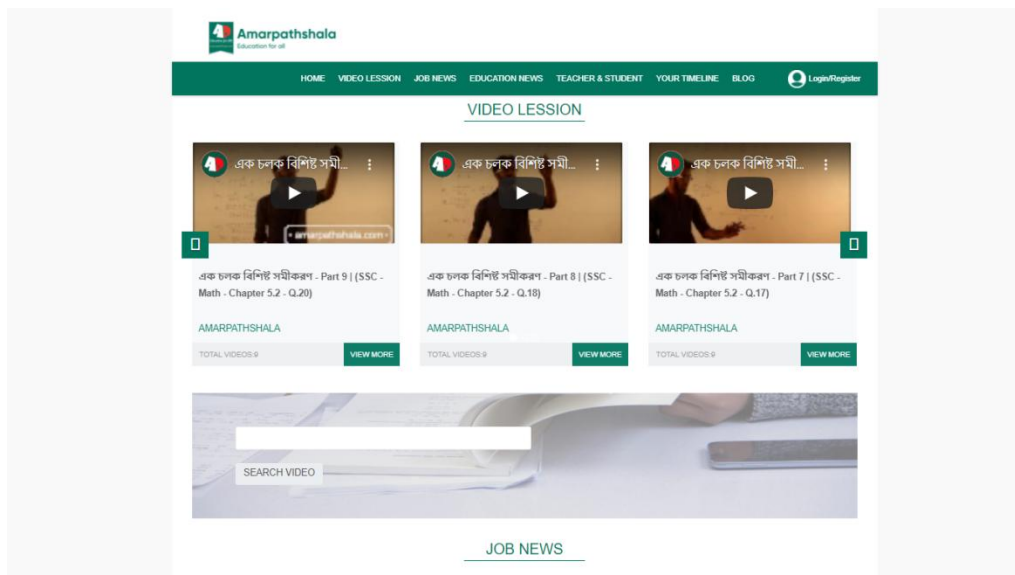 Amarpathshala
Education for all
HOME VIDEO LESSION JOB NEWS EDUCATION NEWS TEACHER & STUDENT YOUR TIMELINE BLOG Login/Register
VIDEO LESSION
এক চলক বিশিষ্ট সমী... এক চলক বিশিষ্ট সমী... এক চলক বিশিষ্ট সমী...
amarpathshala.com
এক চলক বিশিষ্ট সমীকরণ - Part 9 | (SSC -
Math - Chapter 5.2 - Q.20)
এক চলক বিশিষ্ট সমীকরণ - Part 8 | (SSC -
Math - Chapter 5.2 - Q.18)
এক চলক বিশিষ্ট সমীকরণ - Part 7 | (SSC -
Math - Chapter 5.2 - Q.17)
AMARPATHSHALA AMARPATHSHALA AMARPATHSHALA
TOTAL VIDEOS:9 VIEW MORE TOTAL VIDEOS:9 VIEW MORE TOTAL VIDEOS:9 VIEW MORE
SEARCH VIDEO
JOB NEWS